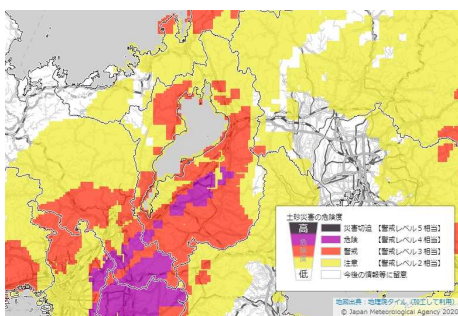 土砂災害の危険度
高
災害切迫 【警戒レベル5相当】
危険 【警戒レベル4相当】
警戒 【警戒レベル3相当】
注意 【警戒レベル2相当】
低
今後の情報等に留意
地図出典：地理院タイル（加工して利用）
© Japan Meteorological Agency 2020